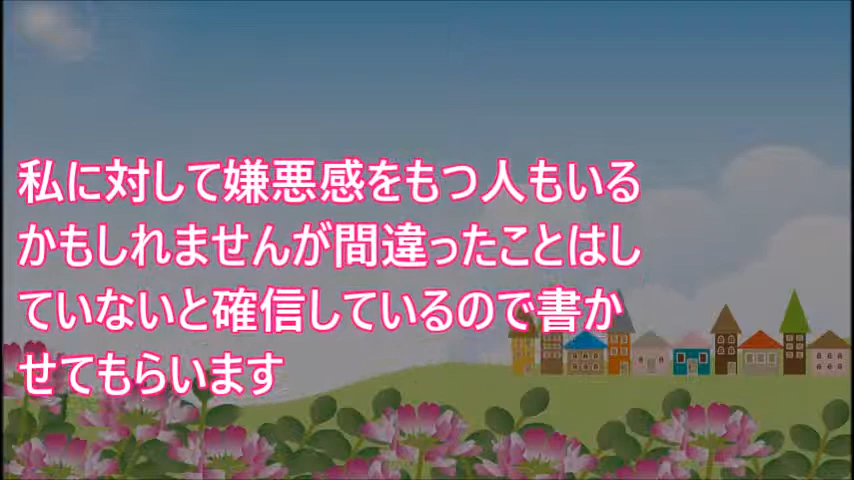 私に対して嫌悪感をもつ人もいる
かもしれませんが間違ったことはし
ていないと確信しているので書か
せてもらいます